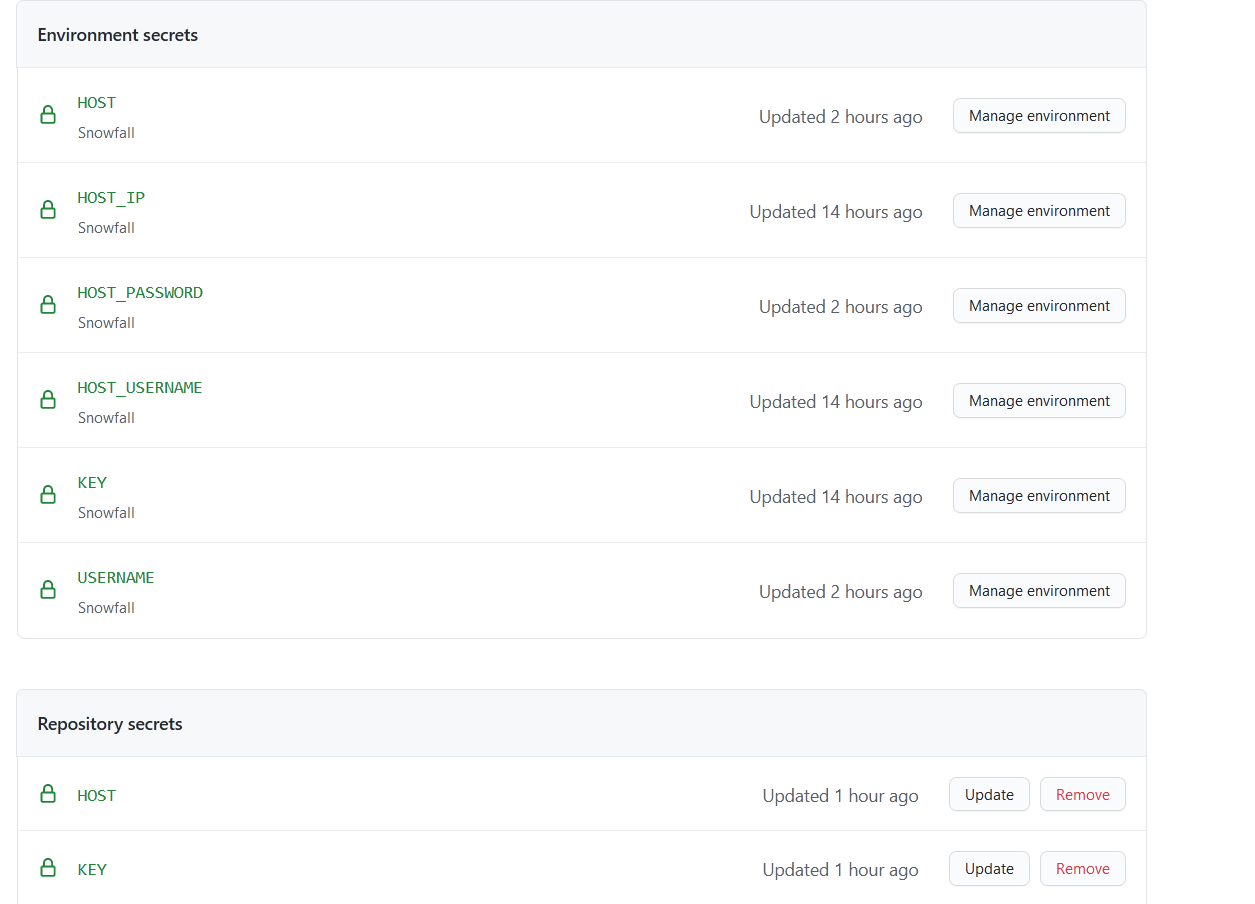 Environment secrets
HOST
Snowfall
Updated 2 hours ago
Manage environment
HOST_IP
Snowfall
Updated 14 hours ago
Manage environment
HOST_PASSWORD
Snowfall
Updated 2 hours ago
Manage environment
HOST_USERNAME
Snowfall
Updated 14 hours ago
Manage environment
KEY
Snowfall
Updated 14 hours ago
Manage environment
USERNAME
Snowfall
Updated 2 hours ago
Manage environment
Repository secrets
HOST
Updated 1 hour ago
Update
Remove
KEY
Updated 1 hour ago
Update
Remove